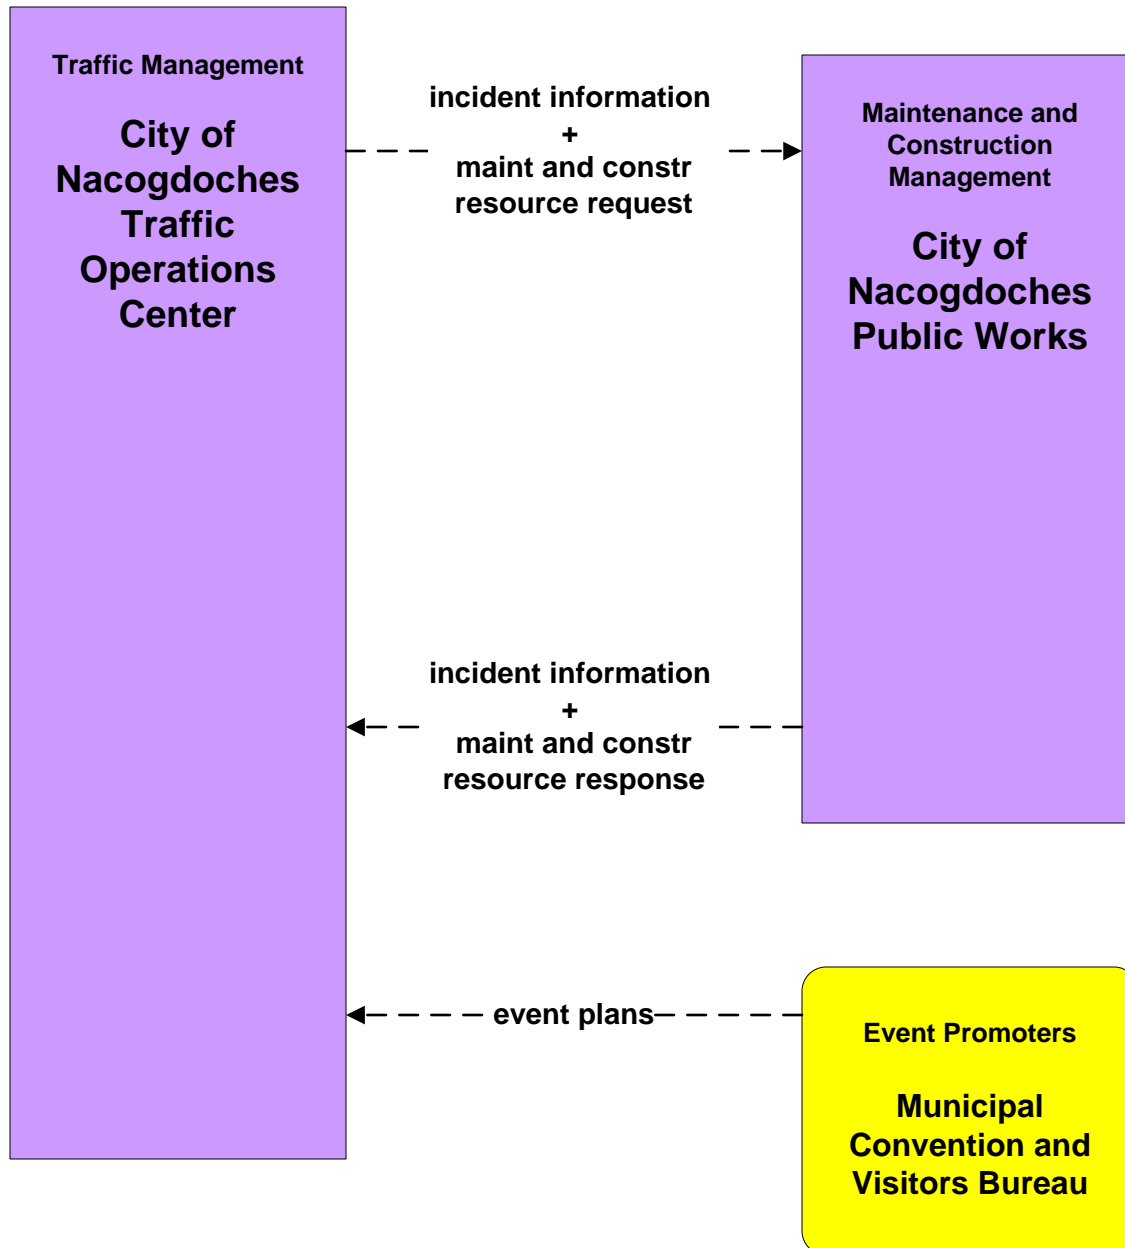 Traffic Management
City of
Nacogdoches
Traffic
Operations
Center
incident information
+
maint and constr
resource request
Maintenance and
Construction
Management
City of
Nacogdoches
Public Works
incident information
+
maint and constr
resource response
event plans
Event Promoters
Municipal
Convention and
Visitors Bureau